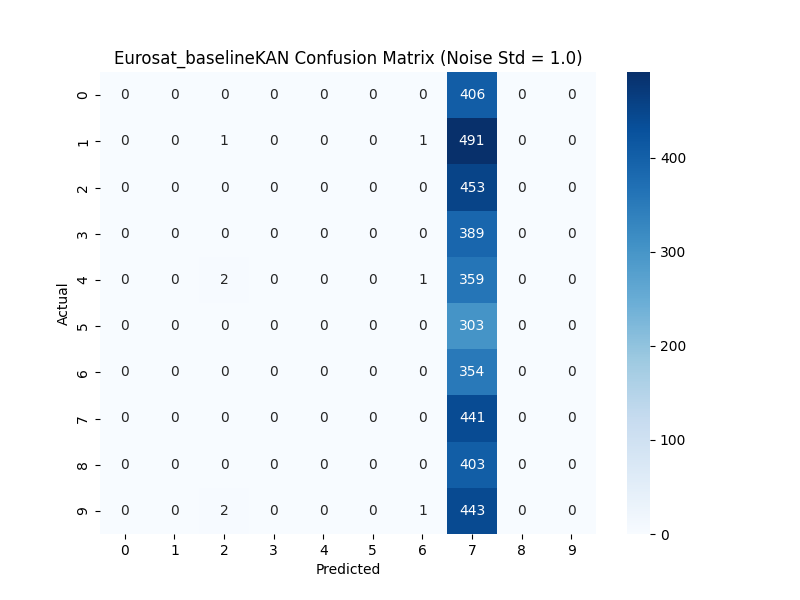 Eurosat_baselineKAN Confusion Matrix (Noise Std = 1.0)
0 0 0 0 0 0 0 0 406 0 0
1 0 0 1 0 0 0 1 491 0 0
2 0 0 0 0 0 0 0 453 0 0
3 0 0 0 0 0 0 0 389 0 0
4 0 0 2 0 0 0 1 359 0 0
5 0 0 0 0 0 0 0 303 0 0
6 0 0 0 0 0 0 0 354 0 0
7 0 0 0 0 0 0 0 441 0 0
8 0 0 0 0 0 0 0 403 0 0
9 0 0 2 0 0 0 1 443 0 0
0 1 2 3 4 5 6 7 8 9
Predicted
Actual
400
300
200
100
0